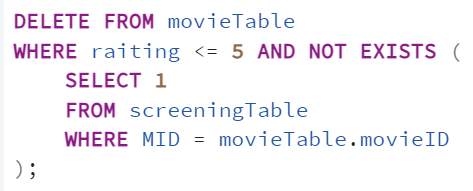 DELETE FROM movieTable
WHERE raiting <= 5 AND NOT EXISTS (
    SELECT 1
    FROM screeningTable
    WHERE MID = movieTable.movieID
);